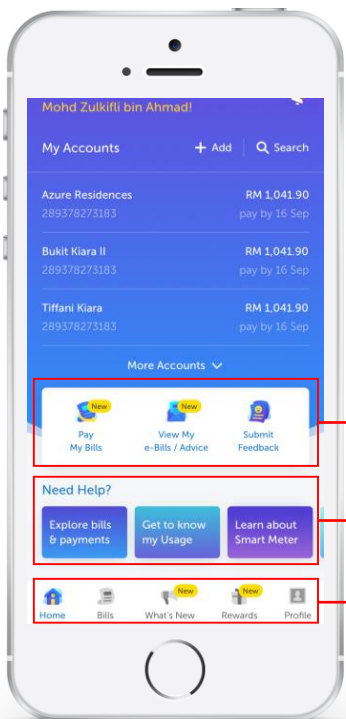 Mohd Zulkifli bin Ahmad!
My Accounts + Add Search
Azure Residences RM 1,041.90
289378273183 pay by 16 Sep
Bukit Kiara II RM 1,041.90
289378273183 pay by 16 Sep
Tiffani Kiara RM 1,041.90
289378273183 pay by 16 Sep
More Accounts
New New
Pay View My Submit
My Bills e-Bills / Advice Feedback
Need Help?
Explore bills Get to know Learn about
& payments my Usage Smart Meter
New New
Home Bills What's New Rewards Profile